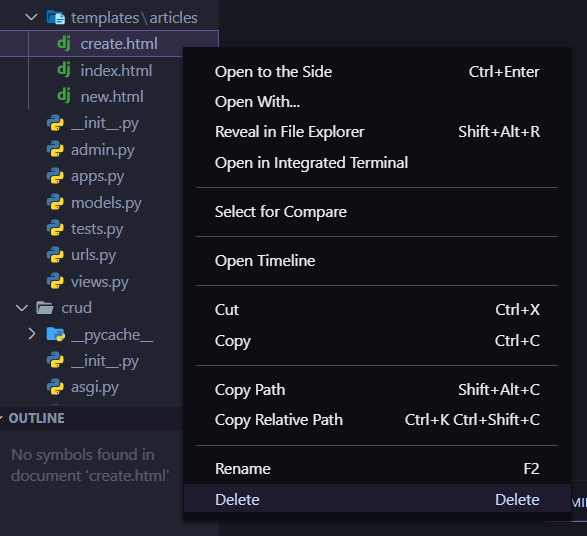 templates\articles
create.html
index.html
new.html
__init__.py
admin.py
apps.py
models.py
tests.py
urls.py
views.py
crud
__pycache__
__init__.py
asgi.py
OUTLINE
No symbols found in
document 'create.html'
Open to the Side Ctrl+Enter
Open With...
Reveal in File Explorer Shift+Alt+R
Open in Integrated Terminal
Select for Compare
Open Timeline
Cut Ctrl+X
Copy Ctrl+C
Copy Path Shift+Alt+C
Copy Relative Path Ctrl+K Ctrl+Shift+C
Rename F2
Delete Delete